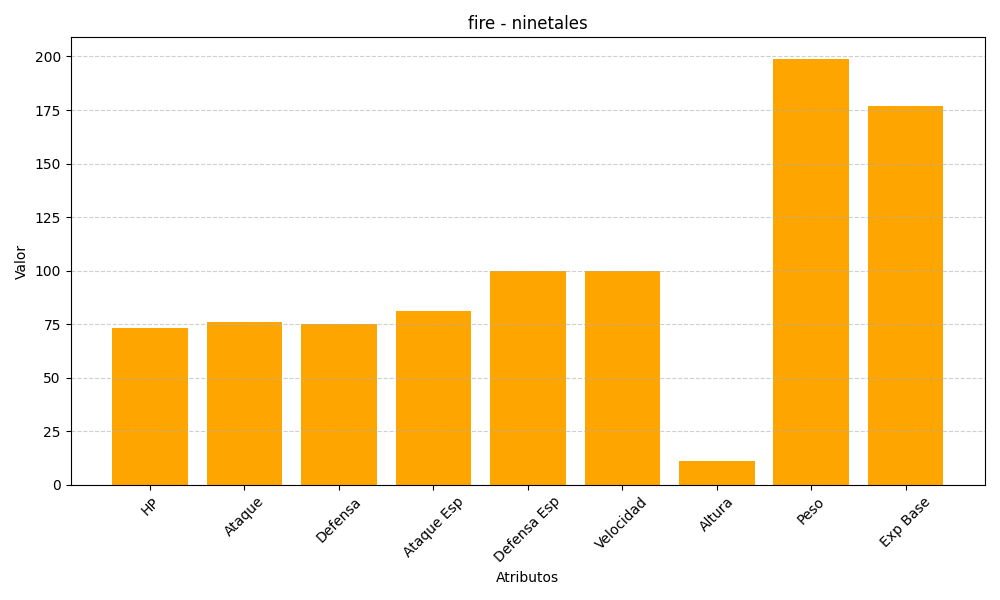 fire - ninetales
Valor
200
175
150
125
100
75
50
25
0
HP
Ataque
Defensa
Ataque Esp
Defensa Esp
Velocidad
Altura
Peso
Exp Base
Atributos